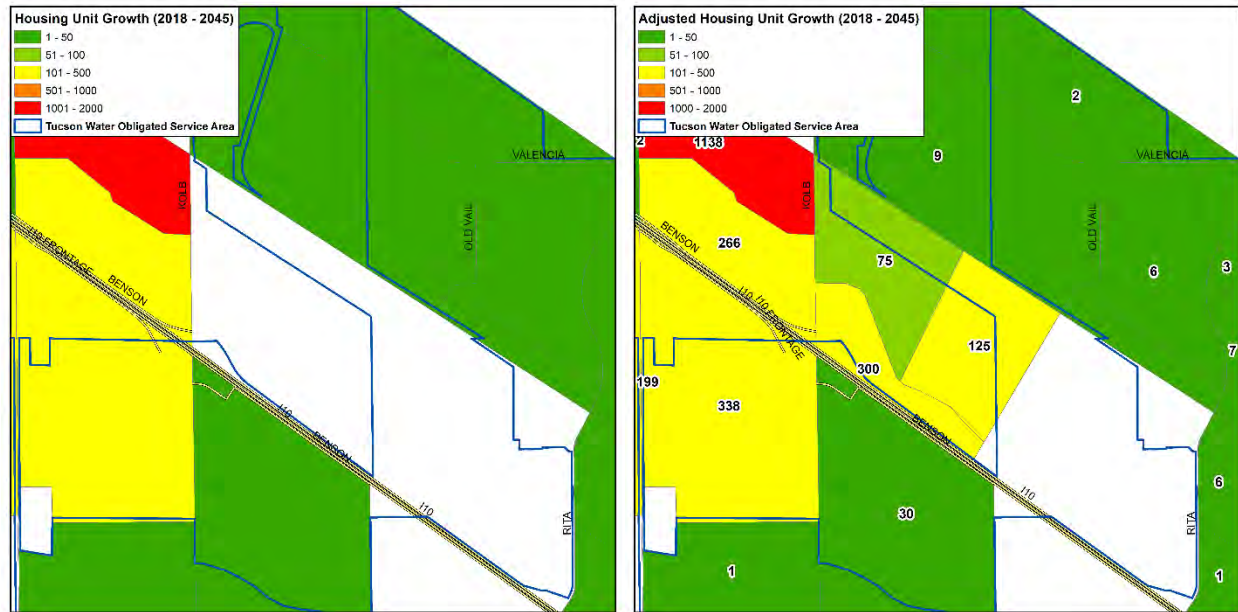 Housing Unit Growth (2018 - 2045)
1 - 50
51 - 100
101 - 500
501 - 1000
1001 - 2000
Tucson Water Obligated Service Area
VALENCIA
KOLB
OLD VAIL
I10 FRONTAGE
BENSON
I10
BENSON
I10
RITA
Adjusted Housing Unit Growth (2018 - 2045)
1 - 50
51 - 100
101 - 500
501 - 1000
1000 - 2000
Tucson Water Obligated Service Area
2
2
1138
9
VALENCIA
KOLB
OLD VAIL
BENSON
266
75
6
3
I10
I10 FRONTAGE
125
7
300
199
338
BENSON
6
I10
30
RITA
1
1